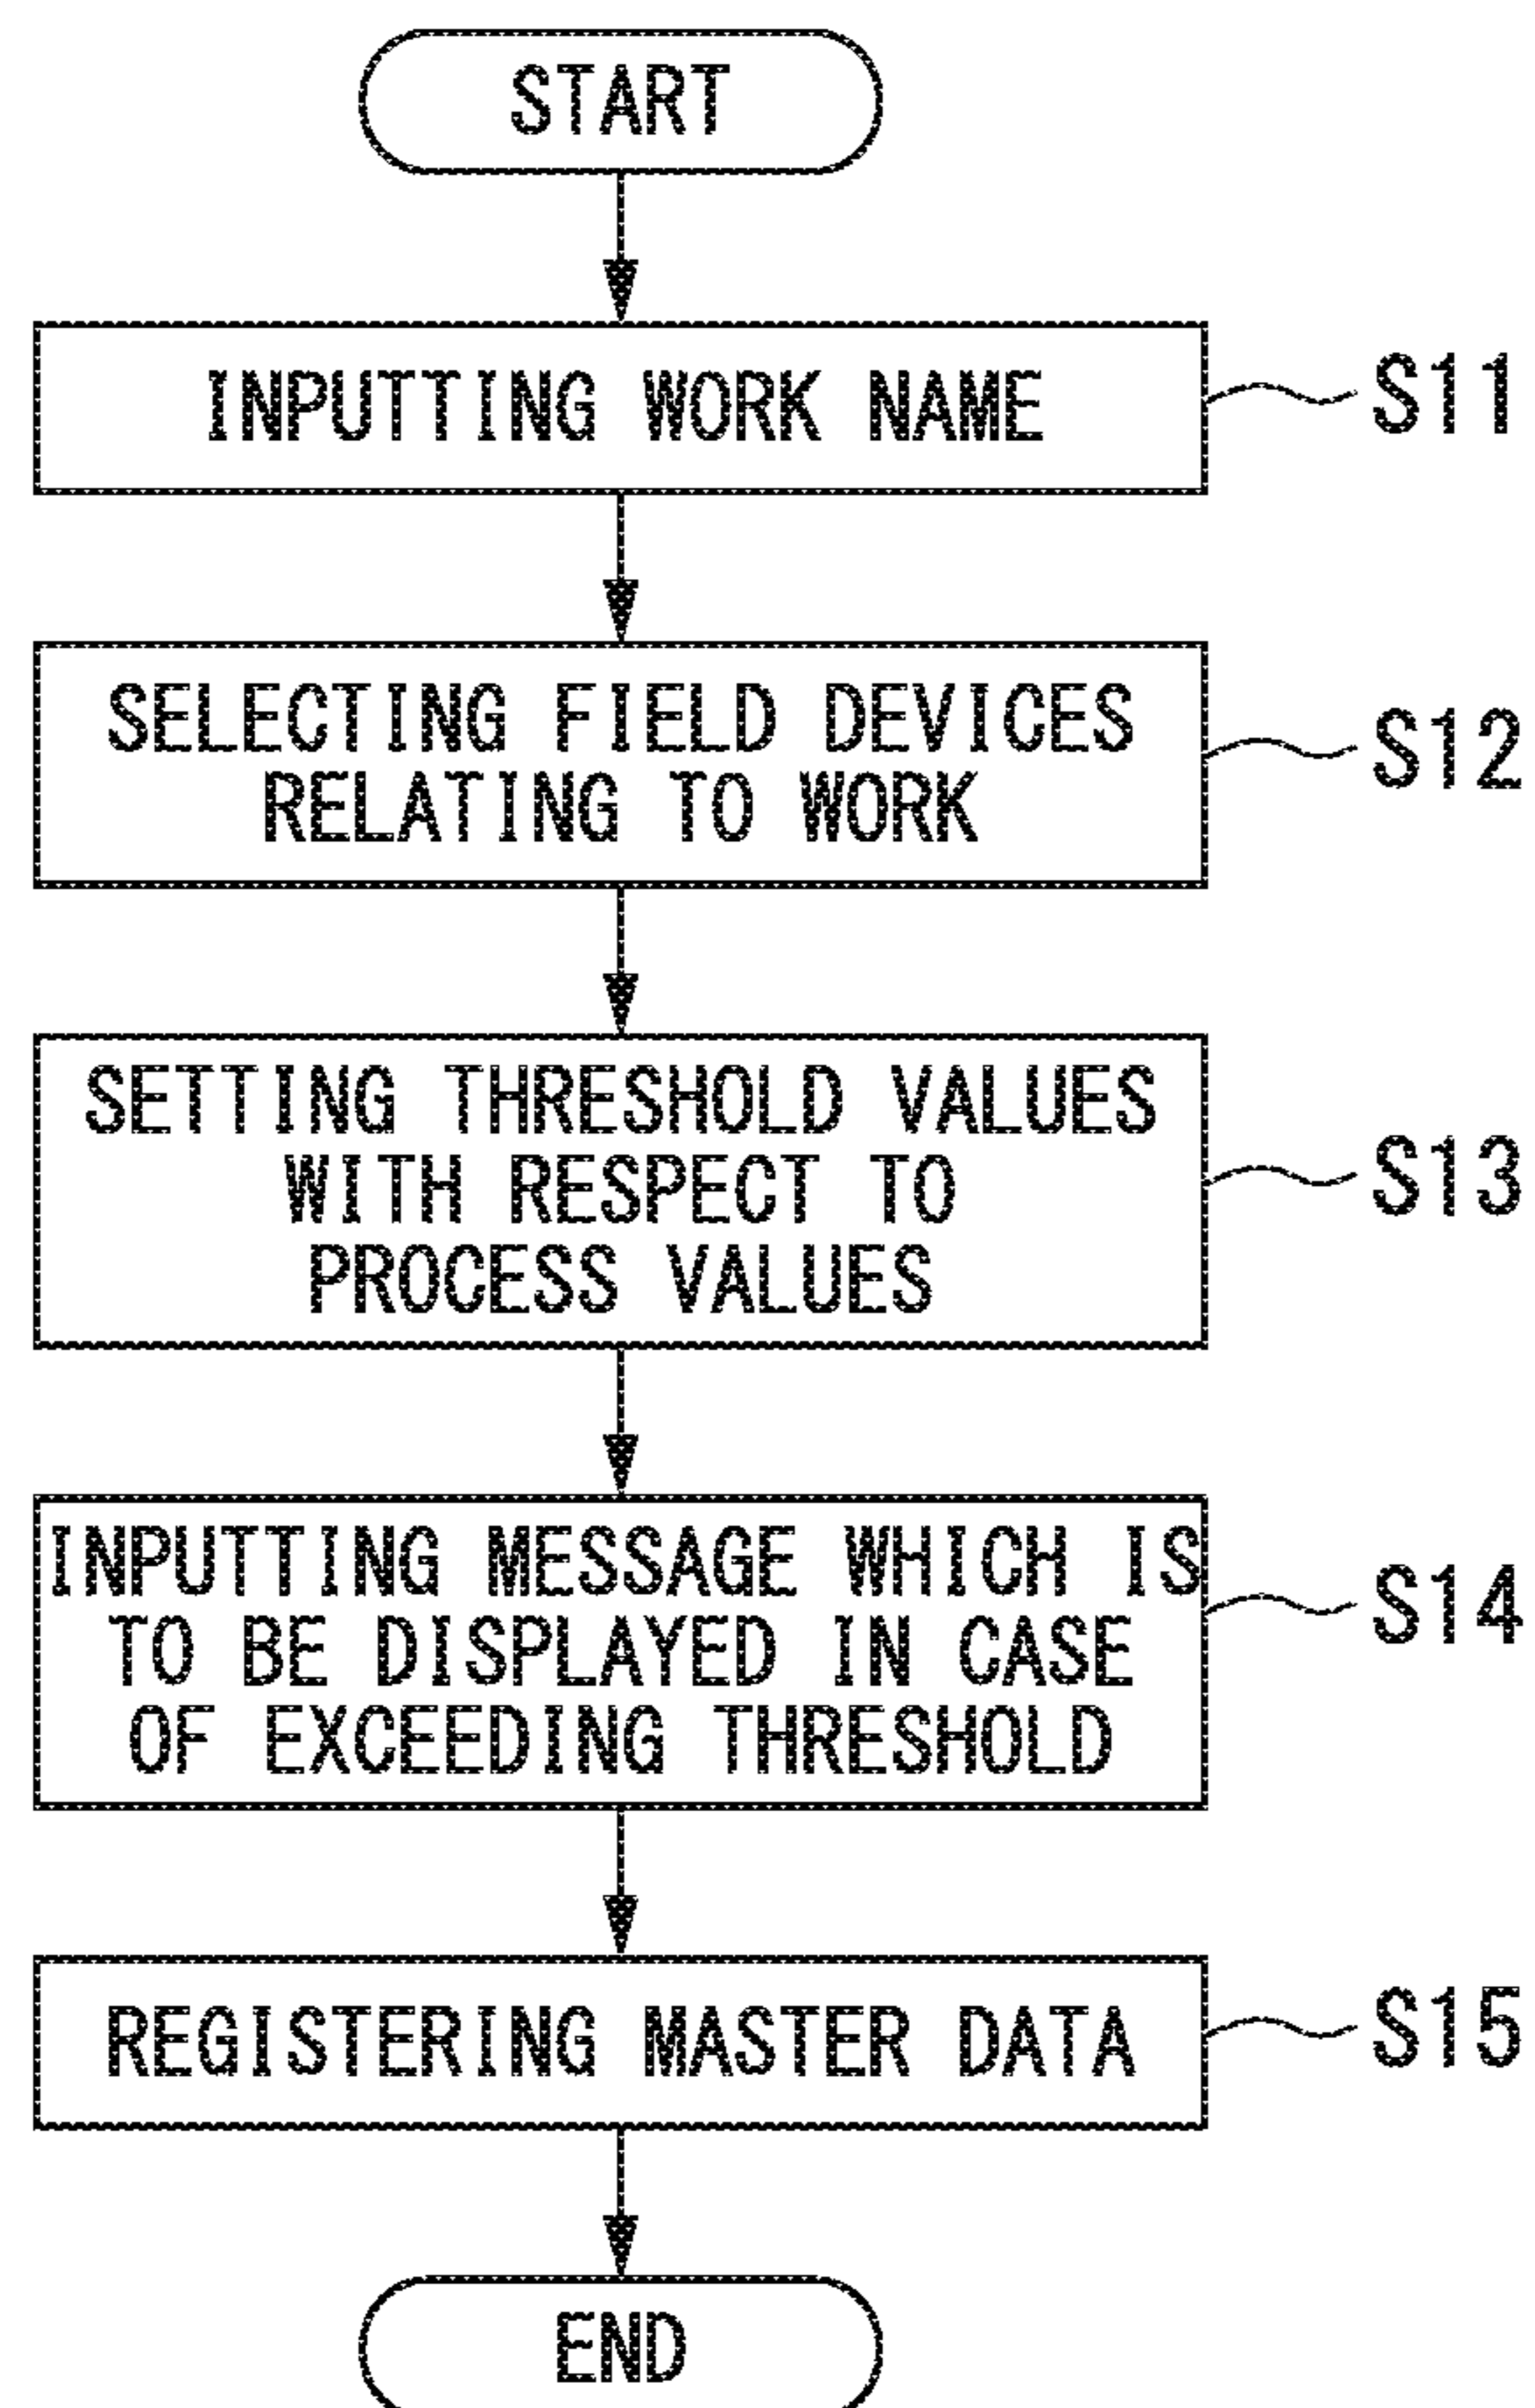 START
INPUTTING WORK NAME
S11
SELECTING FIELD DEVICES
RELATING TO WORK
S12
SETTING THRESHOLD VALUES
WITH RESPECT TO
PROCESS VALUES
S13
INPUTTING MESSAGE WHICH IS
TO BE DISPLAYED IN CASE
OF EXCEEDING THRESHOLD
S14
REGISTERING MASTER DATA
S15
END